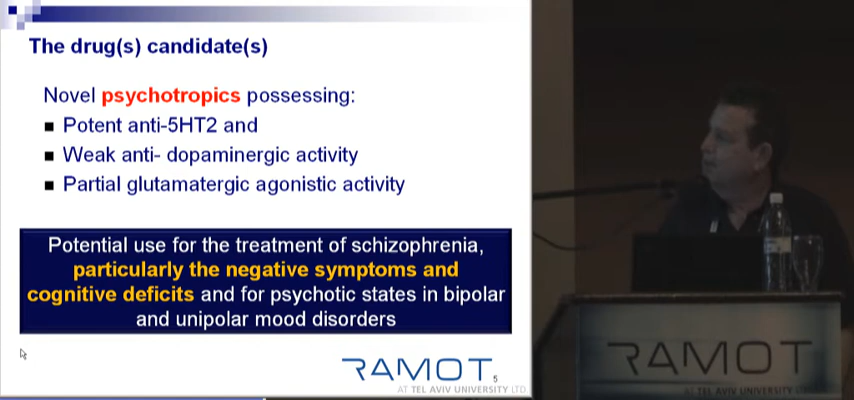 The drug(s) candidate(s)
Novel psychotropics possessing:
Potent anti-5HT2 and
Weak anti- dopaminergic activity
Partial glutamatergic agonistic activity
Potential use for the treatment of schizophrenia,
particularly the negative symptoms and
cognitive deficits and for psychotic states in bipolar
and unipolar mood disorders
RAMOT
5
AT TEL AVIV UNIVERSITY LTD
RAMOT
AT TEL AVIV UNIVERSITY